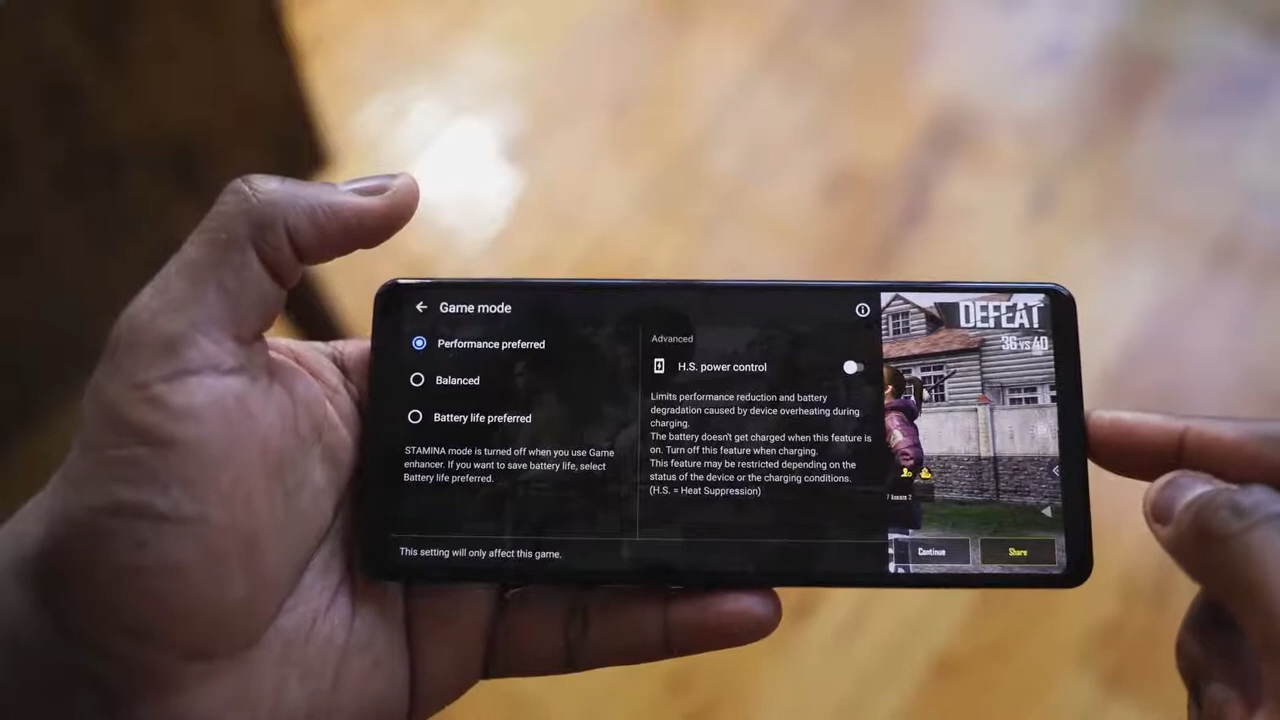 Game mode
Performance preferred
Balanced
Battery life preferred
STAMINA mode is turned off when you use Game
enhancer. If you want to save battery life, select
Battery life preferred.
This setting will only affect this game.
Advanced
H.S. power control
Limits performance reduction and battery
degradation caused by device overheating during
charging.
The battery doesn't get charged when this feature is
on. Turn off this feature when charging.
This feature may be restricted depending on the
status of the device or the charging conditions.
(H.S. = Heat Suppression)
DEFEAT
36 vs 40
7 Assists 2
Continue
Share